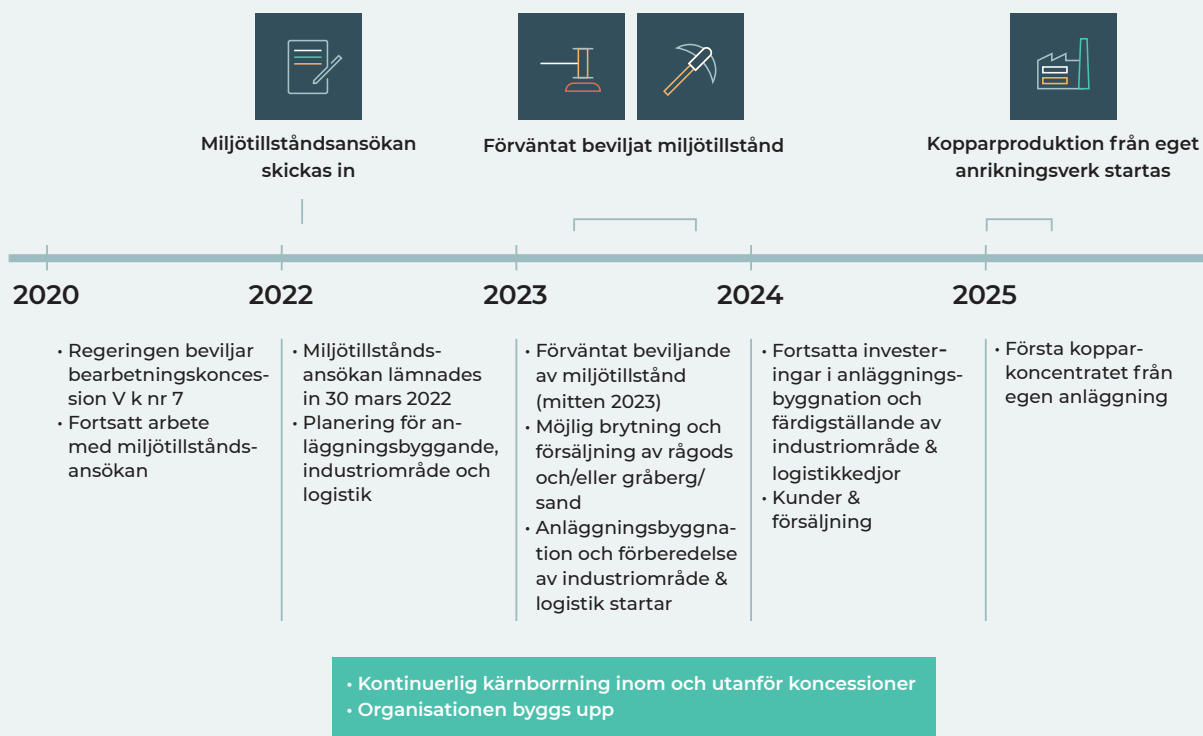 Miljötillståndsansökan
skickas in
Förväntat beviljat miljötillstånd
Kopparproduktion från eget
anrikningsverk startas
2020
2022
2023
2024
2025
· Regeringen beviljar
bearbetningskonces-
sion V k nr 7
· Fortsatt arbete
med miljötillstånds-
ansökan
· Miljötillstånds-
ansökan lämnades
in 30 mars 2022
· Planering för an-
läggningsbyggande,
industriområde och
logistik
· Förväntat beviljande
av miljötillstånd
(mitten 2023)
· Möjlig brytning och
försäljning av rågods
och/eller gråberg/
sand
· Anläggningsbyggna-
tion och förberedelse
av industriområde &
logistik startar
· Fortsatta invester-
ingar i anläggnings-
byggnation och
färdigställande av
industriområde &
logistikkedjor
· Kunder &
försäljning
· Första koppar-
koncentratet från
egen anläggning
· Kontinuerlig kärnborrning inom och utanför koncessioner
· Organisationen byggs upp